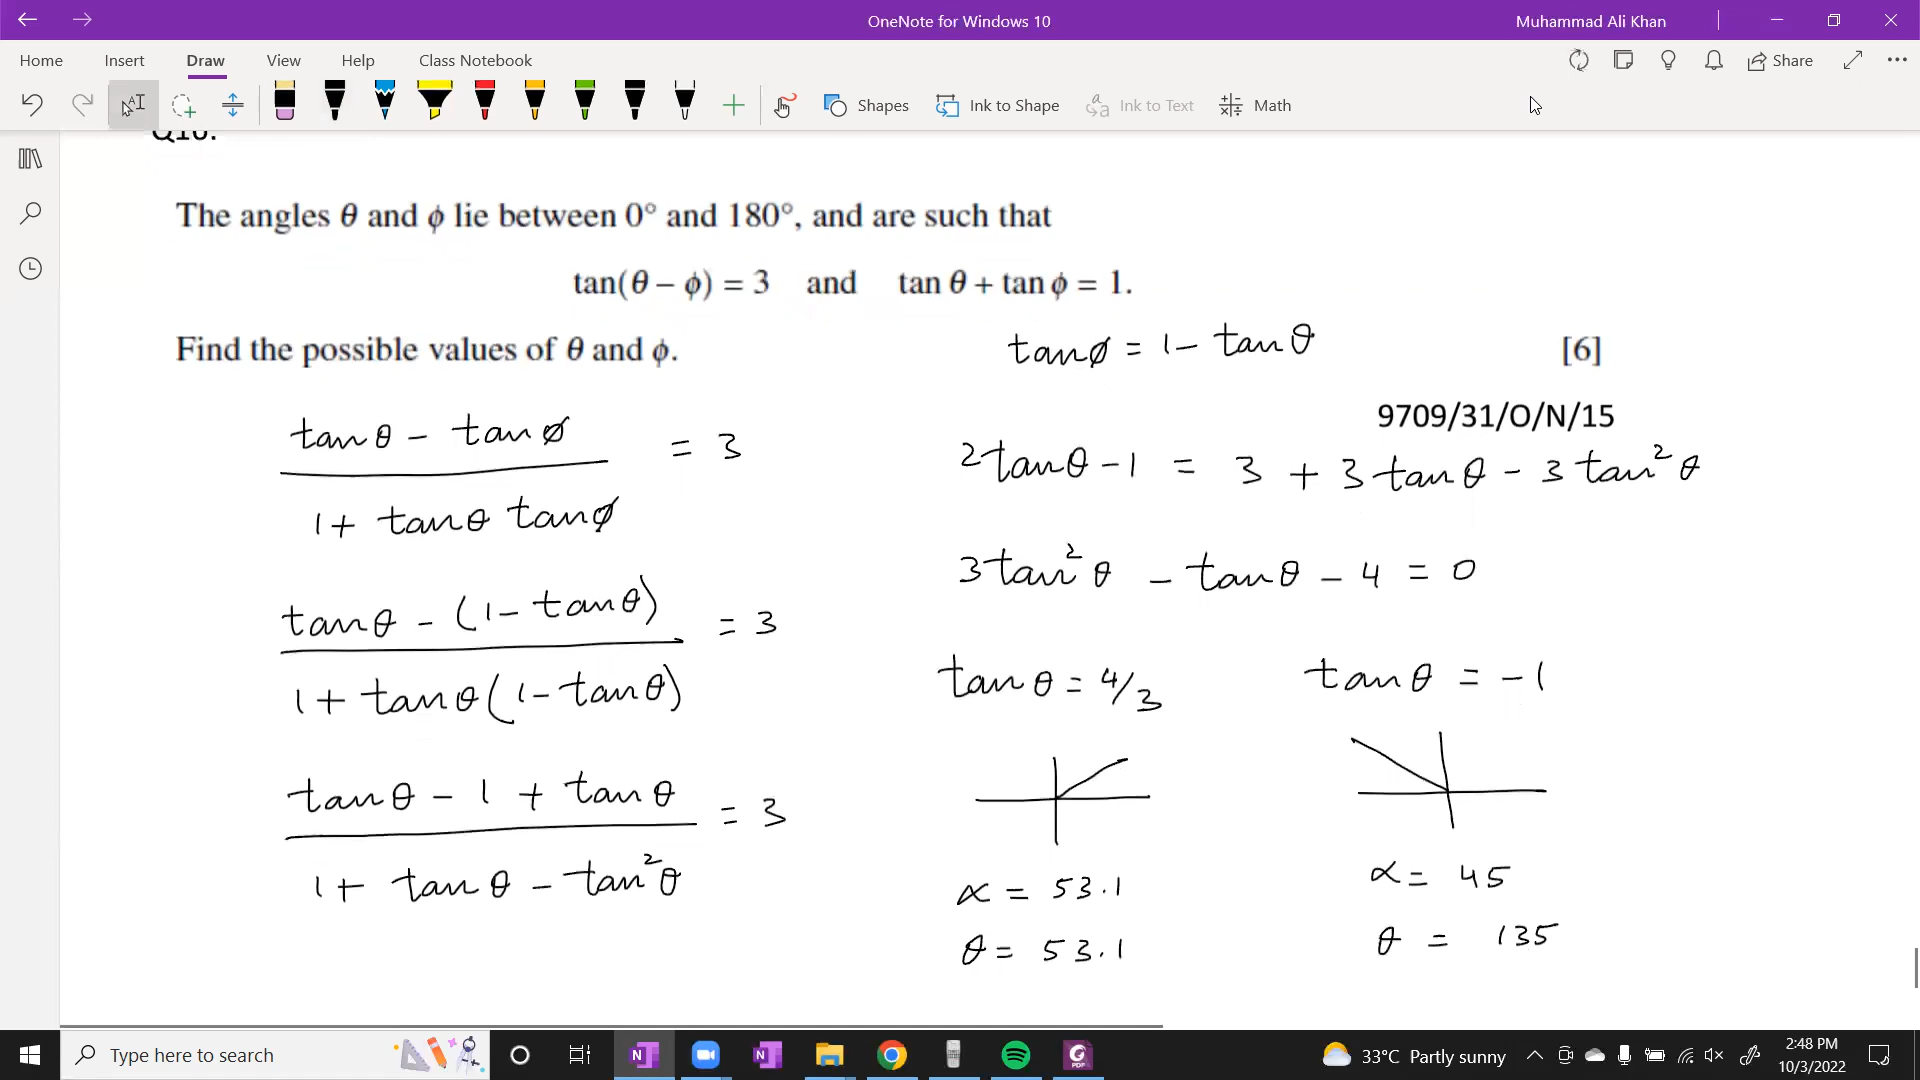 OneNote for Windows 10
Muhammad Ali Khan
Home Insert Draw View Help Class Notebook
Share
Shapes Ink to Shape Ink to Text Math
Q16.
The angles θ and ϕ lie between 0° and 180°, and are such that
tan(θ − ϕ) = 3 and tan θ + tan ϕ = 1.
Find the possible values of θ and ϕ.
[6]
tanø = 1 - tanθ
9709/31/O/N/15
tanθ - tanø
= 3
1 + tanθ tanø
tanθ - (1 - tanθ)
= 3
1 + tanθ(1 - tanθ)
tanθ - 1 + tanθ
= 3
1 + tanθ - tan²θ
2tanθ - 1 = 3 + 3tanθ - 3tan²θ
3tan²θ - tanθ - 4 = 0
tanθ = 4/3
tanθ = -1
α = 53.1
θ = 53.1
α = 45
θ = 135
Type here to search
33°C Partly sunny
2:48 PM
10/3/2022